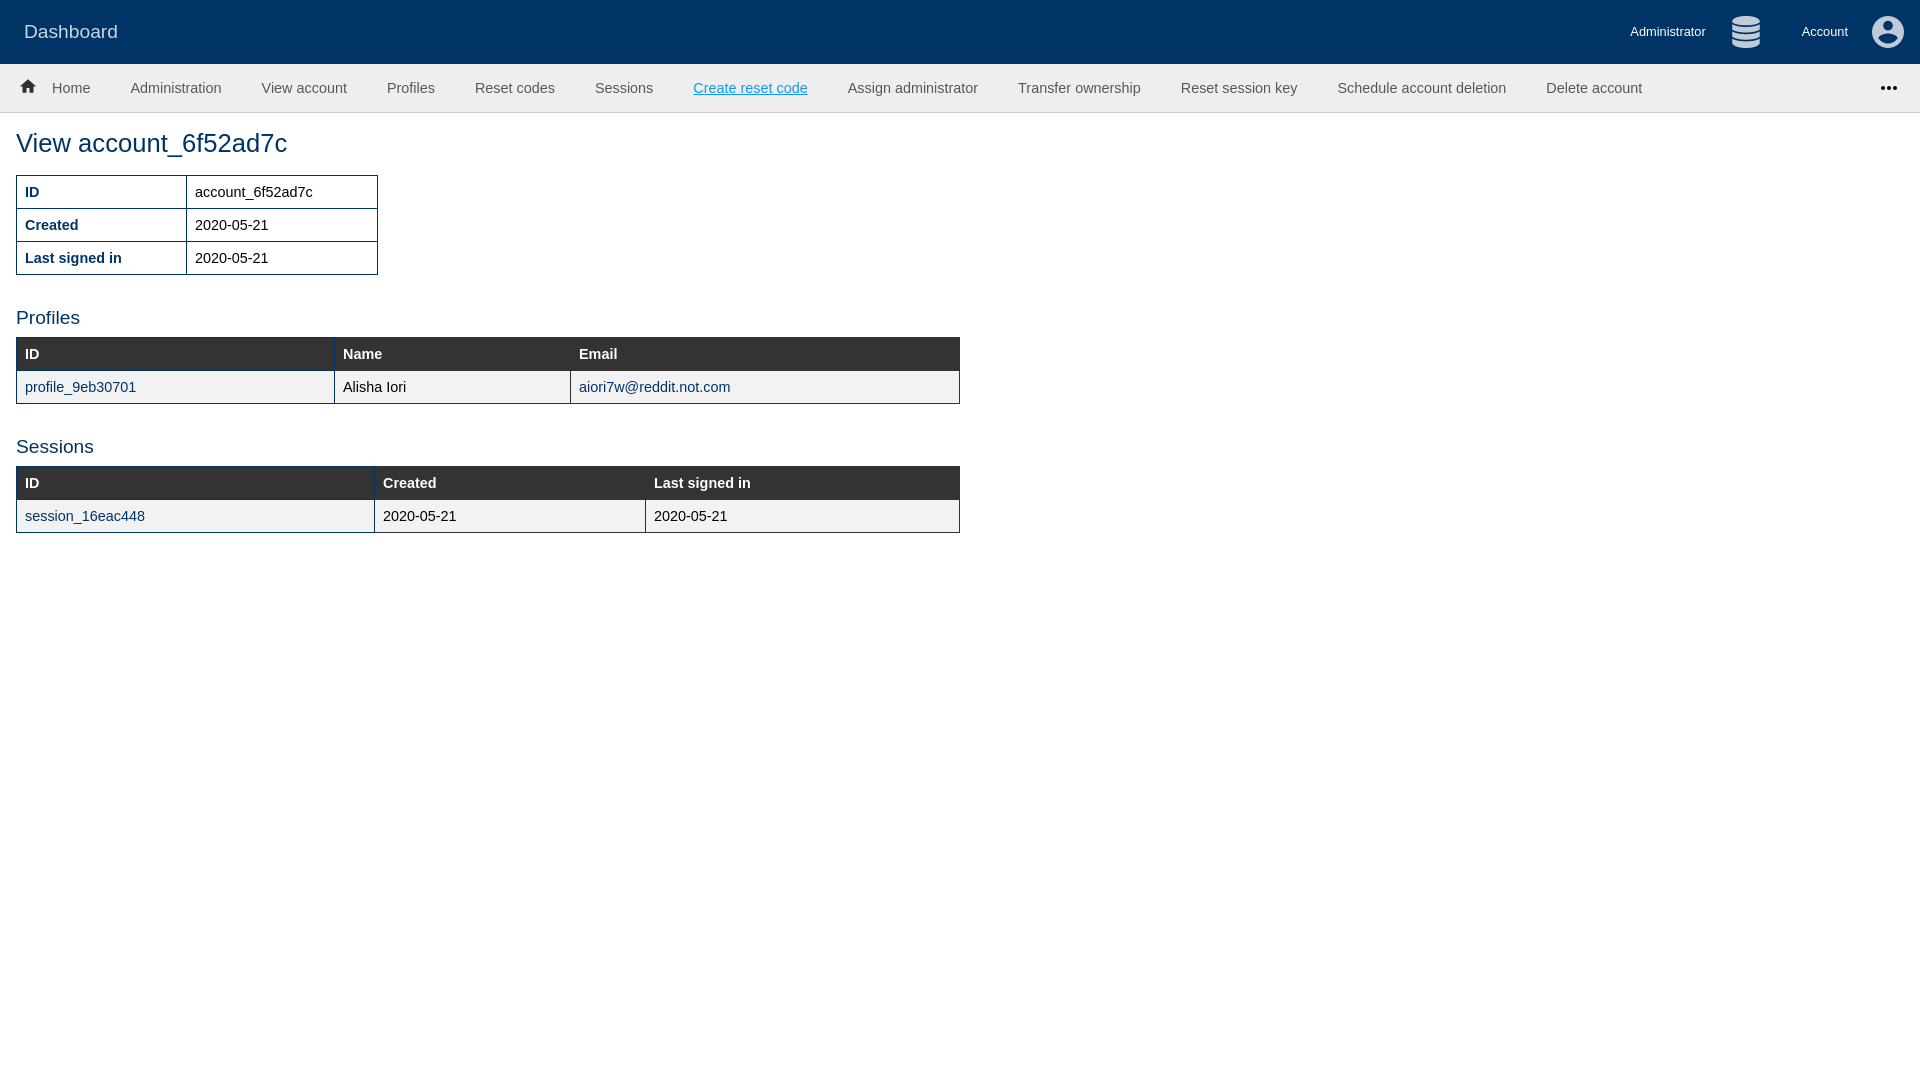 Dashboard
Administrator
Account
Home Administration View account Profiles Reset codes Sessions Create reset code Assign administrator Transfer ownership Reset session key Schedule account deletion Delete account
View account_6f52ad7c
ID account_6f52ad7c
Created 2020-05-21
Last signed in 2020-05-21
Profiles
ID Name Email
profile_9eb30701 Alisha Iori aiori7w@reddit.not.com
Sessions
ID Created Last signed in
session_16eac448 2020-05-21 2020-05-21